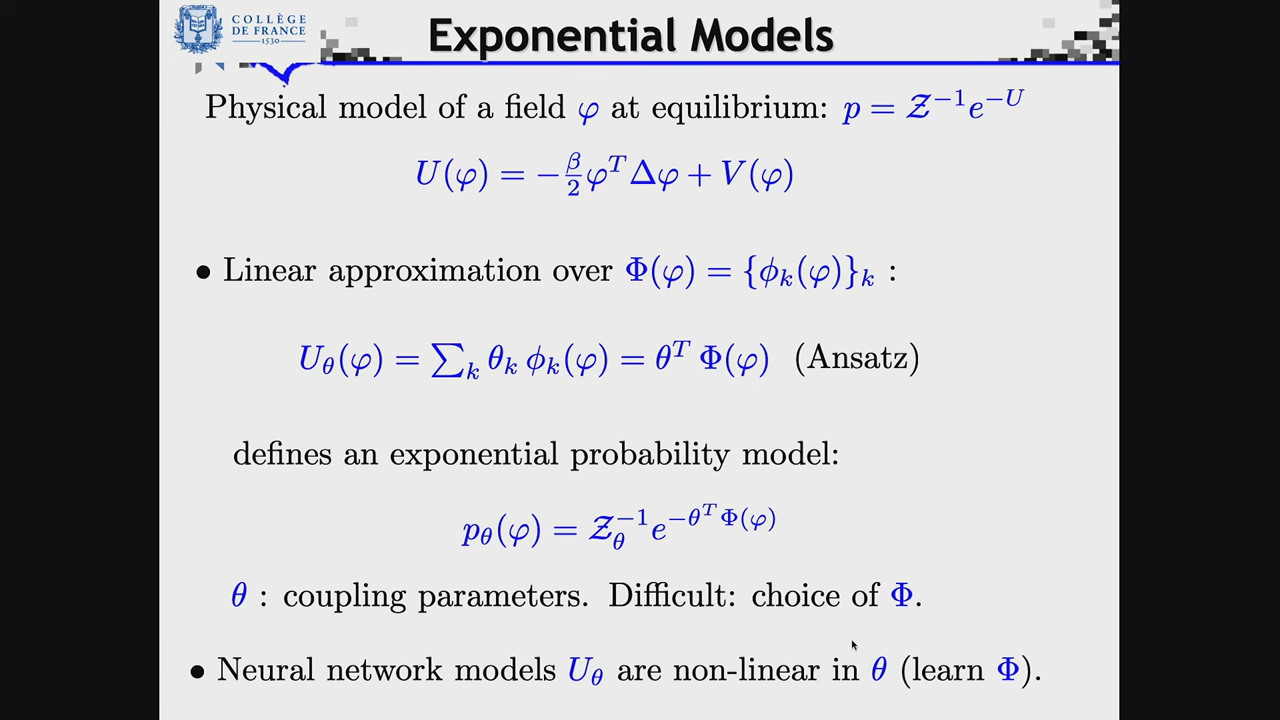 COLLÈGE
DE FRANCE
1530
Exponential Models
Physical model of a field φ at equilibrium: p = 𝒵⁻¹e^{−U}
U(φ) = −β/2 φᵀΔφ + V(φ)
• Linear approximation over Φ(φ) = {ϕₖ(φ)}ₖ :
U_θ(φ) = ∑ₖ θₖ ϕₖ(φ) = θᵀ Φ(φ) (Ansatz)
defines an exponential probability model:
p_θ(φ) = 𝒵_θ⁻¹e^{−θᵀΦ(φ)}
θ : coupling parameters. Difficult: choice of Φ.
• Neural network models U_θ are non-linear in θ (learn Φ).